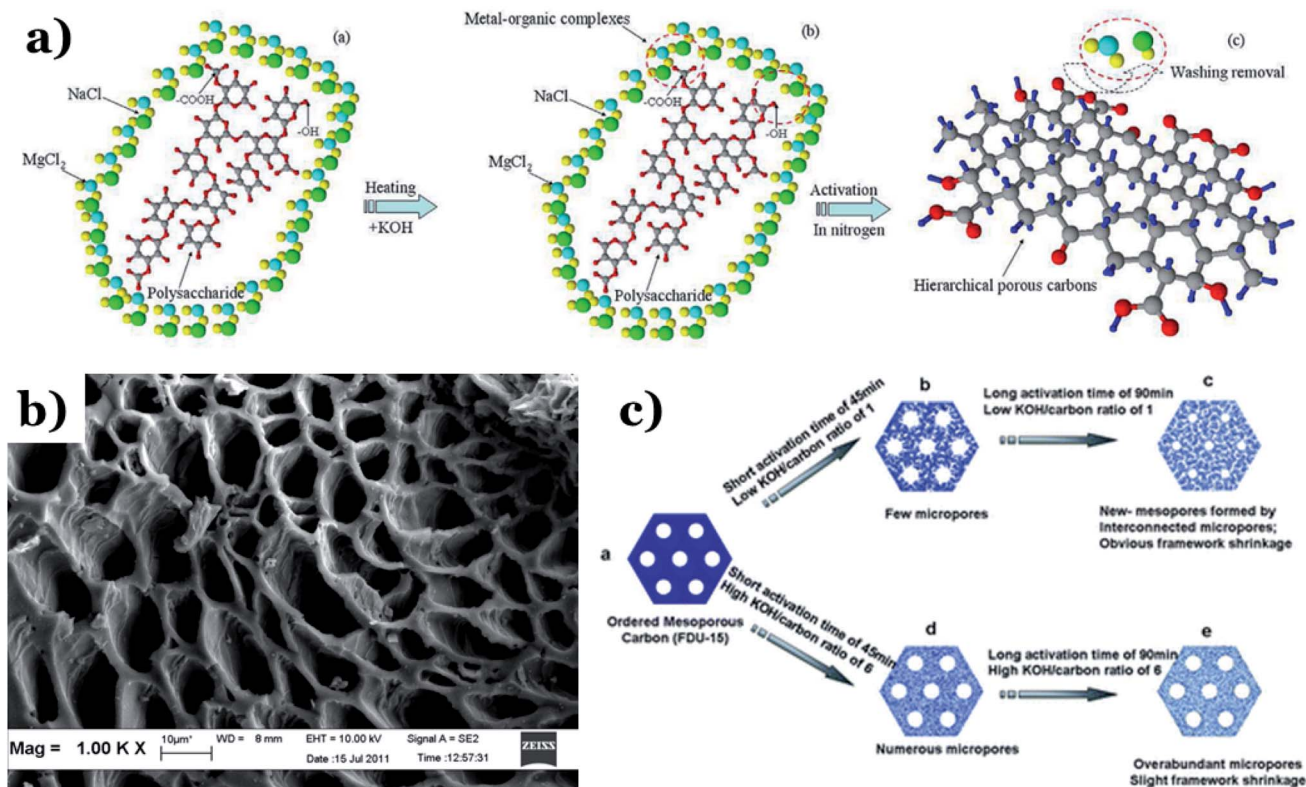 a)
(a)
NaCl
-COOH
-OH
MgCl2
Polysaccharide
Heating
+KOH
Metal-organic complexes
(b)
NaCl
-COOH
-OH
MgCl2
Polysaccharide
Activation
In nitrogen
(c)
Washing removal
Hierarchical porous carbons
b)
Mag = 1.00 K X
10µm*
WD = 8 mm
EHT = 10.00 kV
Signal A = SE2
Date :15 Jul 2011
Time :12:57:31
ZEISS
c)
a
Ordered Mesoporous
Carbon (FDU-15)
Short activation time of 45min
Low KOH/carbon ratio of 1
b
Few micropores
Long activation time of 90min
Low KOH/carbon ratio of 1
c
New- mesopores formed by
Interconnected micropores;
Obvious framework shrinkage
Short activation time of 45min
High KOH/carbon ratio of 6
d
Numerous micropores
Long activation time of 90min
High KOH/carbon ratio of 6
e
Overabundant micropores
Slight framework shrinkage